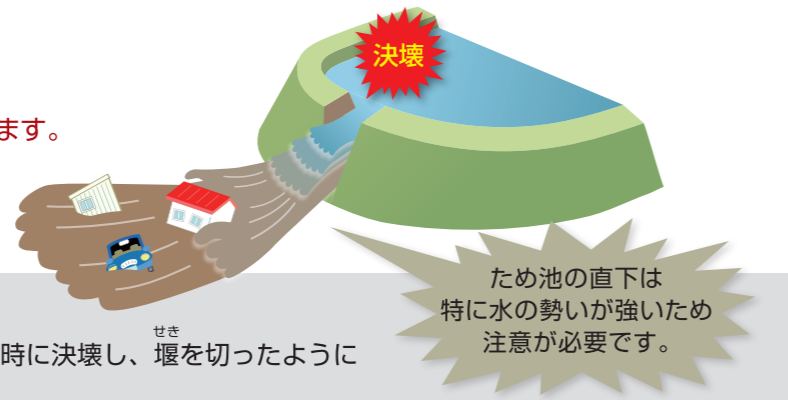 決壊
ます。
ため池の直下は
特に水の勢いが強いため
注意が必要です。
せき
時に決壊し、堰を切ったように